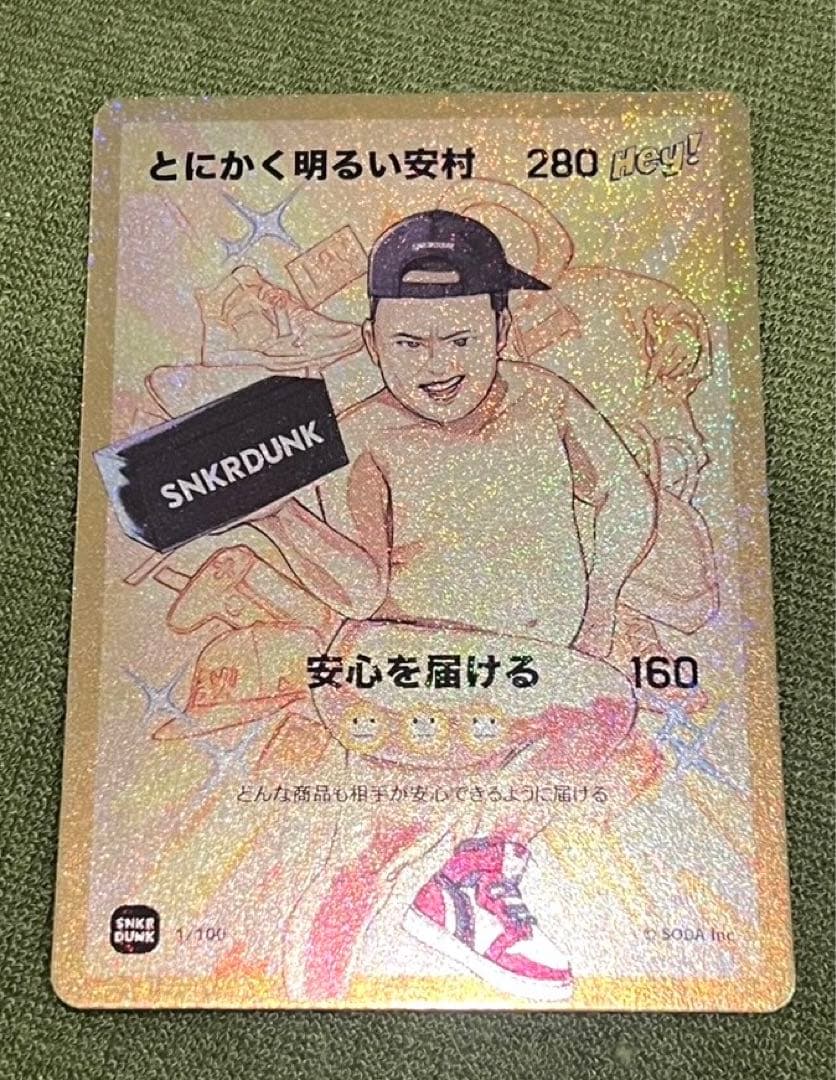 とにかく明るい安村 280 Hey!
SNKRDUNK
安心を届ける 160
どんな商品も相手が安心できるように届ける
SNKR
DUNK
1/100 © SODA Inc.